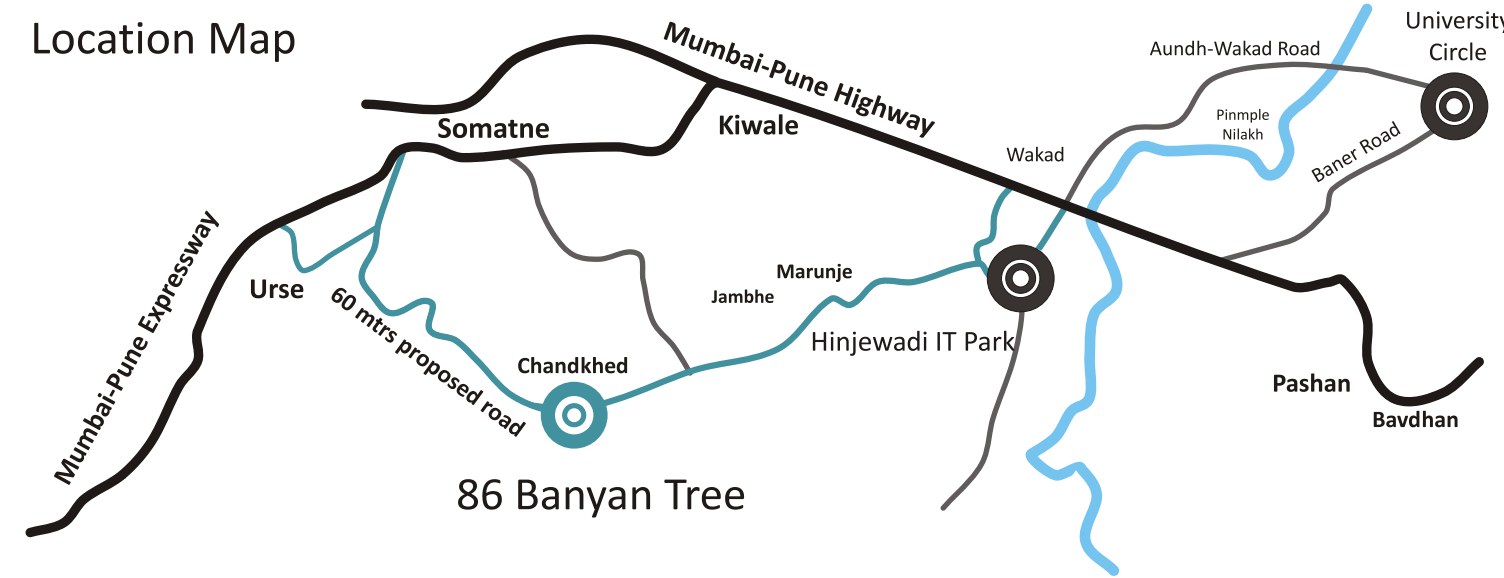 Location Map
Mumbai-Pune Highway
Aundh-Wakad Road
University
Circle
Somatne
Kiwale
Pinmple
Nilakh
Wakad
Baner Road
Mumbai-Pune Expressway
Urse
60 mtrs proposed road
Marunje
Jambhe
Hinjewadi IT Park
Chandkhed
Pashan
Bavdhan
86 Banyan Tree